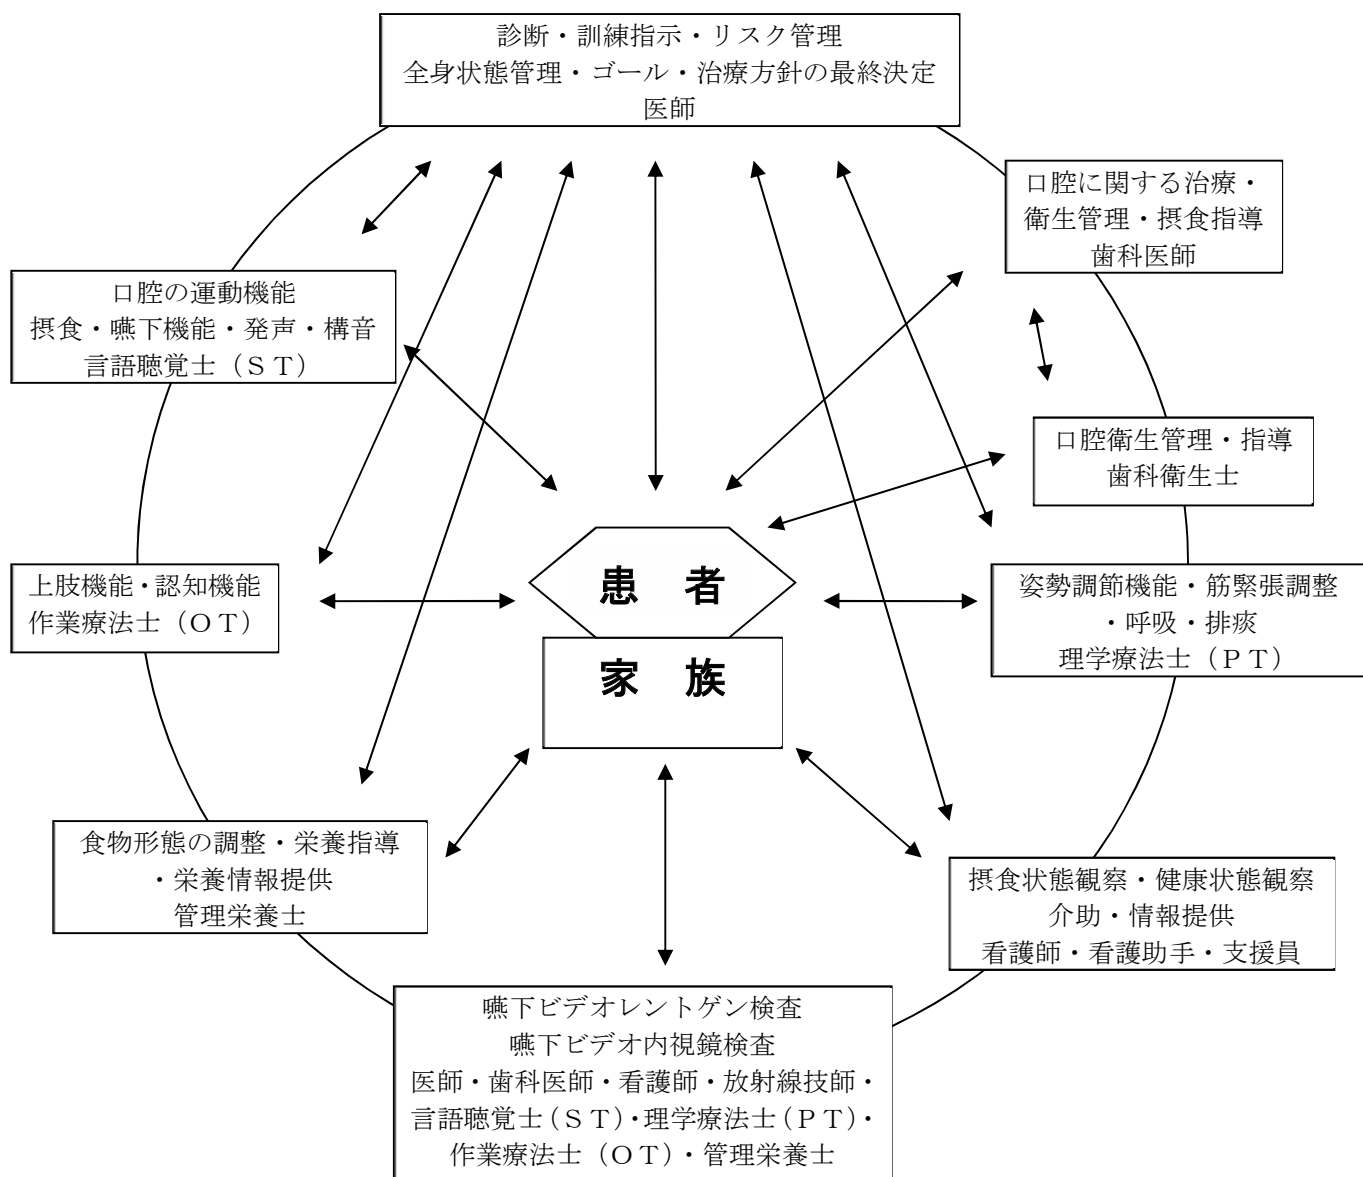 診断・訓練指示・リスク管理
全身状態管理・ゴール・治療方針の最終決定
医師
口腔に関する治療・
衛生管理・摂食指導
歯科医師
口腔の運動機能
摂食・嚥下機能・発声・構音
言語聴覚士（ＳＴ）
口腔衛生管理・指導
歯科衛生士
上肢機能・認知機能
作業療法士（ＯＴ）
患　者
家　族
姿勢調節機能・筋緊張調整
・呼吸・排痰
理学療法士（ＰＴ）
食物形態の調整・栄養指導
・栄養情報提供
管理栄養士
摂食状態観察・健康状態観察
介助・情報提供
看護師・看護助手・支援員
嚥下ビデオレントゲン検査
嚥下ビデオ内視鏡検査
医師・歯科医師・看護師・放射線技師・
言語聴覚士（ＳＴ）・理学療法士（ＰＴ）・
作業療法士（ＯＴ）・管理栄養士